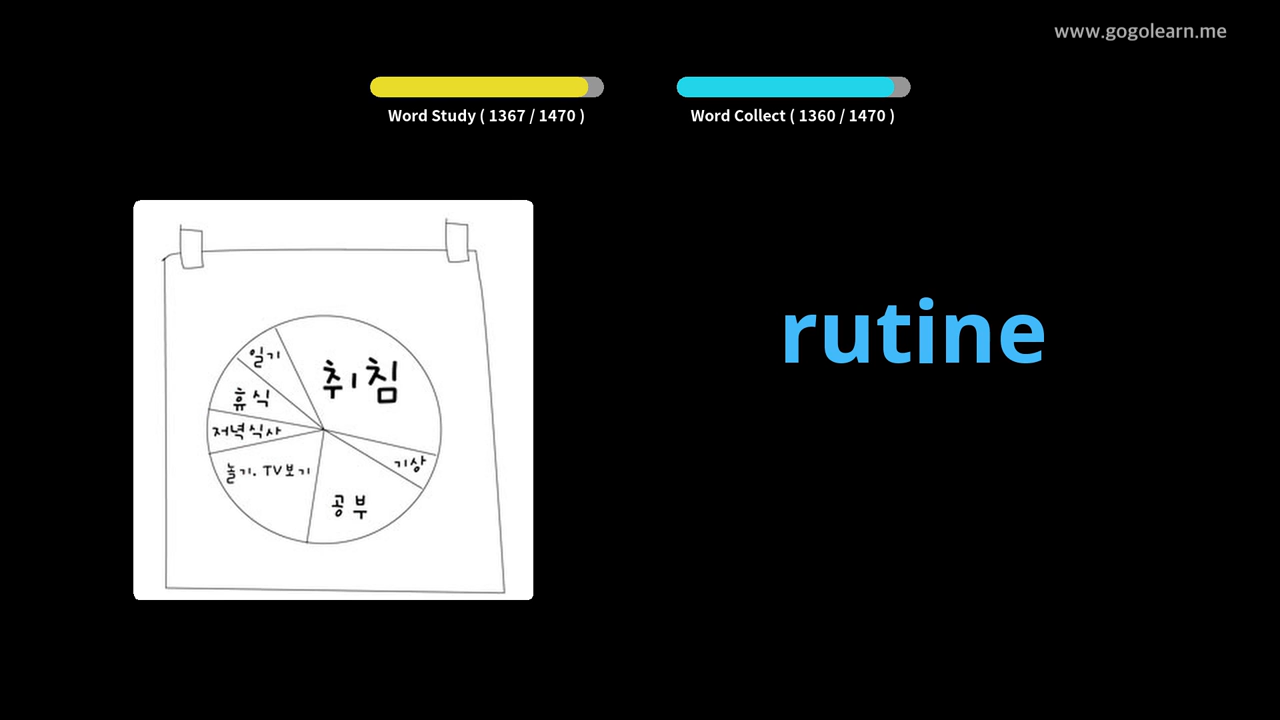 www.gogolearn.me
Word Study ( 1367 / 1470 )
Word Collect ( 1360 / 1470 )
rutine
일기
취침
휴식
저녁식사
기상
놀기. TV보기
공부